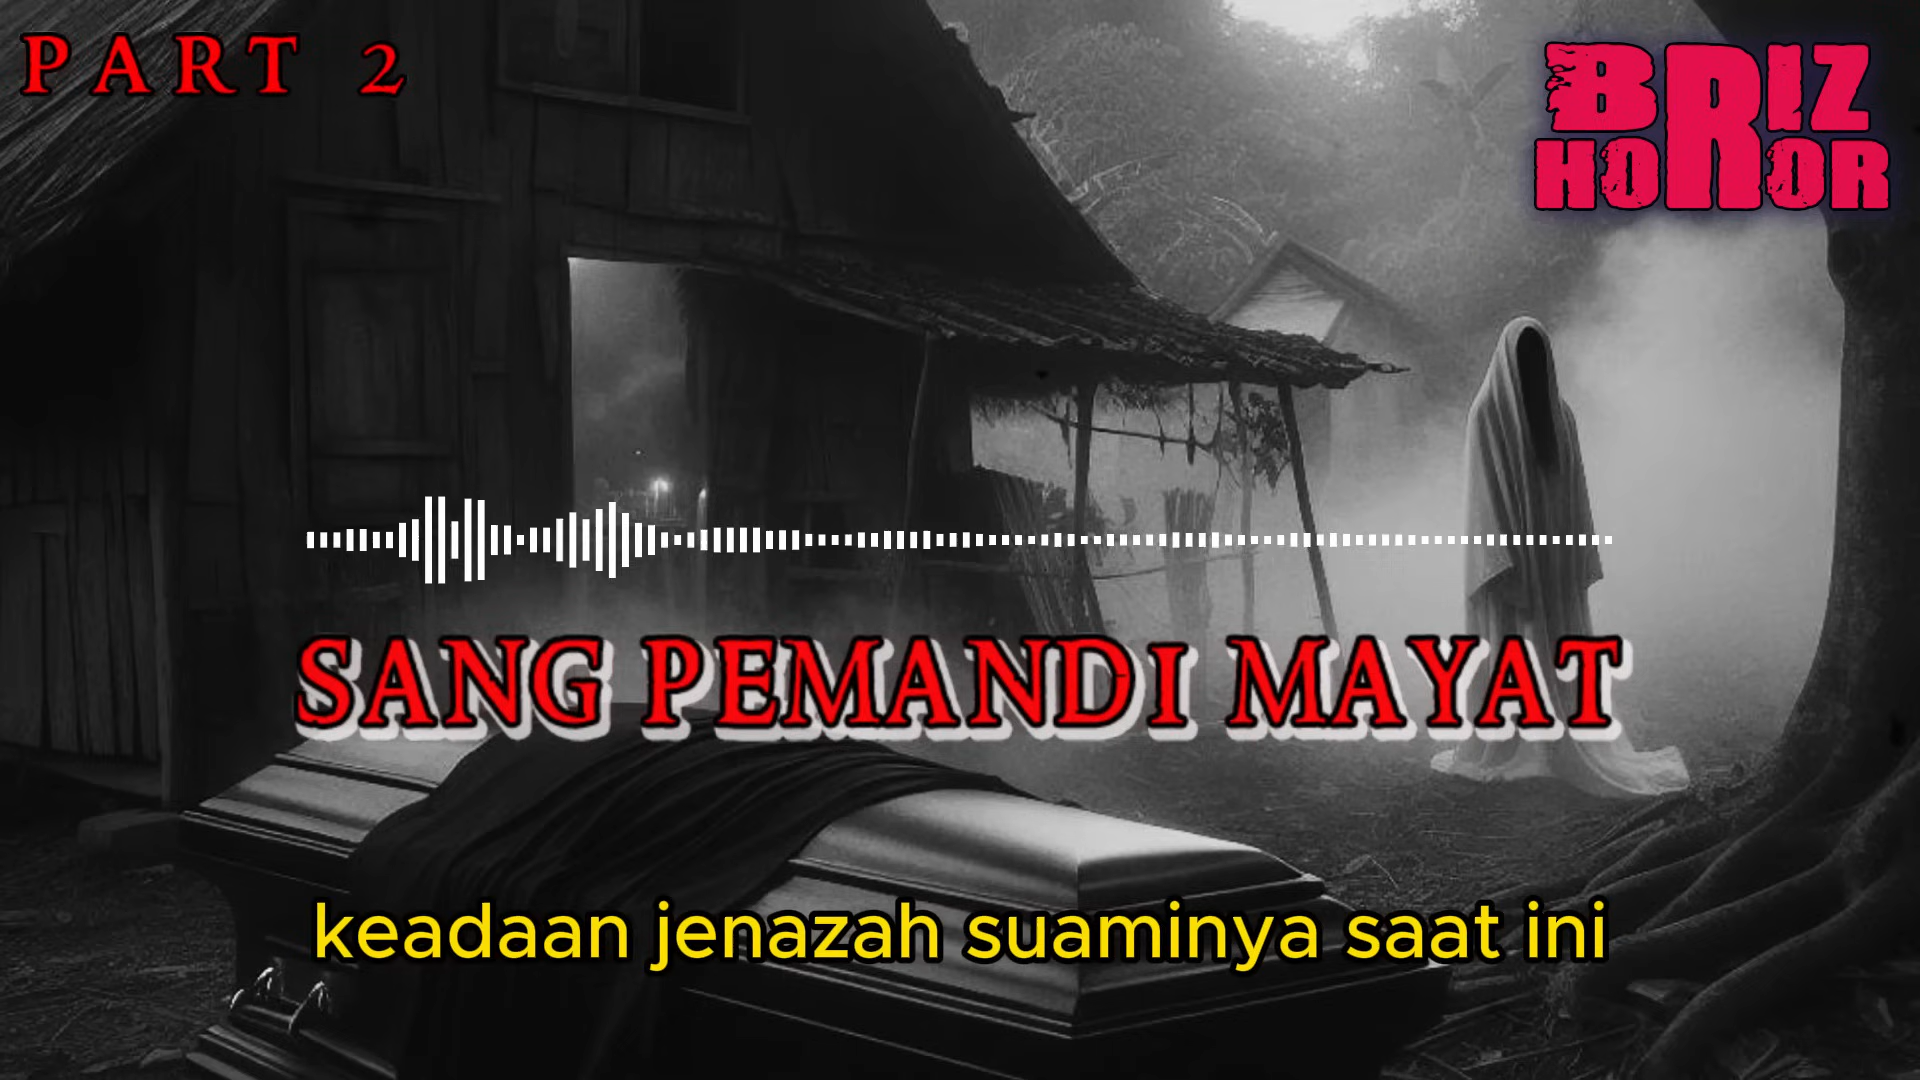 PART 2
BRIZ
HORROR
SANG PEMANDI MAYAT
keadaan jenazah suaminya saat ini